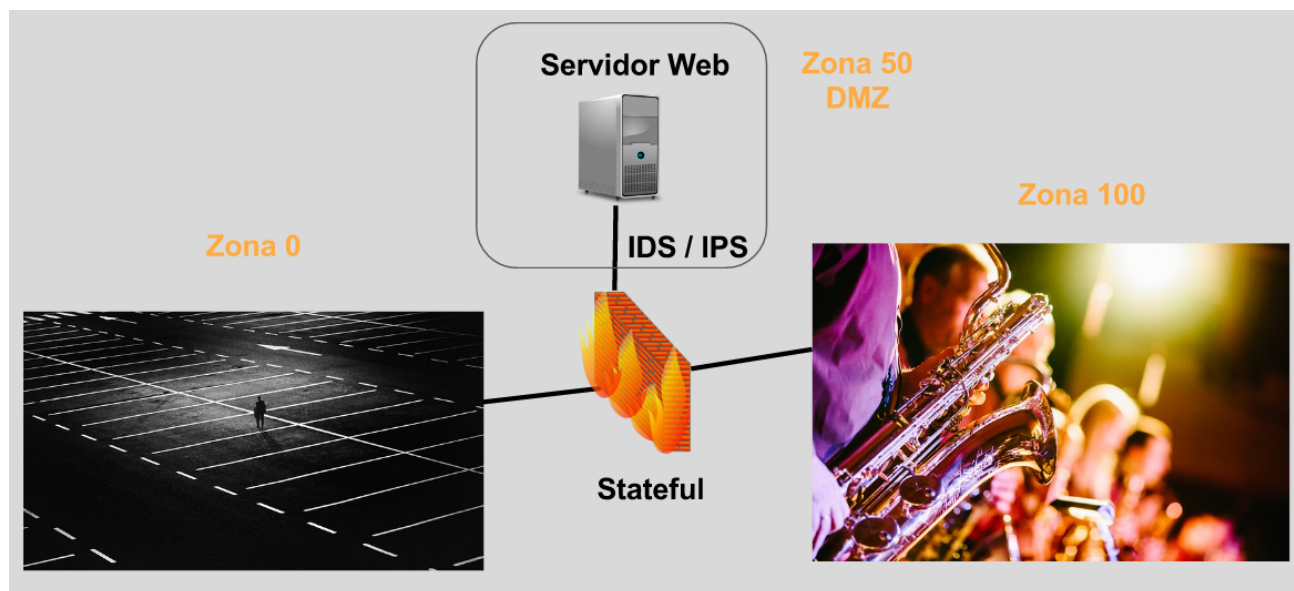 Servidor Web
Zona 50
DMZ
Zona 100
Zona 0
IDS / IPS
Stateful